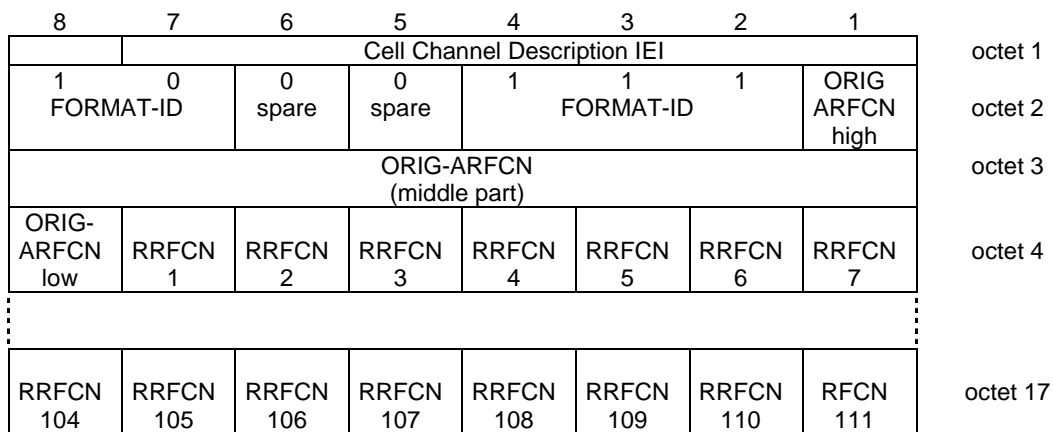 8 7 6 5 4 3 2 1
Cell Channel Description IEI octet 1
1 0 0 0 1 1 1 ORIG
FORMAT-ID spare spare FORMAT-ID ARFCN octet 2
high
ORIG-ARFCN octet 3
(middle part)
ORIG-
ARFCN RRFCN RRFCN RRFCN RRFCN RRFCN RRFCN RRFCN octet 4
low 1 2 3 4 5 6 7
RRFCN RRFCN RRFCN RRFCN RRFCN RRFCN RRFCN RFCN octet 17
104 105 106 107 108 109 110 111